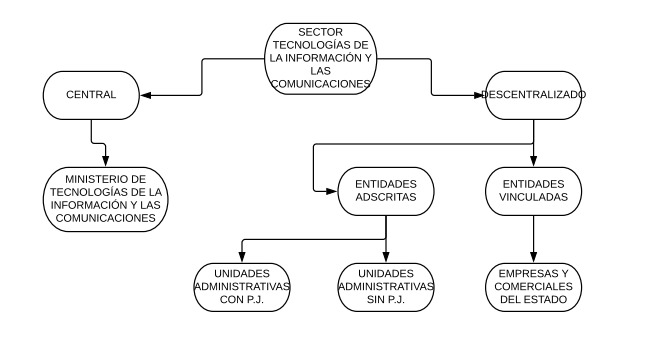 SECTOR
TECNOLOGÍAS DE
LA INFORMACIÓN Y
LAS
COMUNICACIONES
CENTRAL
DESCENTRALIZADO
MINISTERIO DE
TECNOLOGÍAS DE LA
INFORMACIÓN Y LAS
COMUNICACIONES
ENTIDADES
ADSCRITAS
ENTIDADES
VINCULADAS
UNIDADES
ADMINISTRATIVAS
CON P.J.
UNIDADES
ADMINISTRATIVAS
SIN P.J.
EMPRESAS Y
COMERCIALES
DEL ESTADO